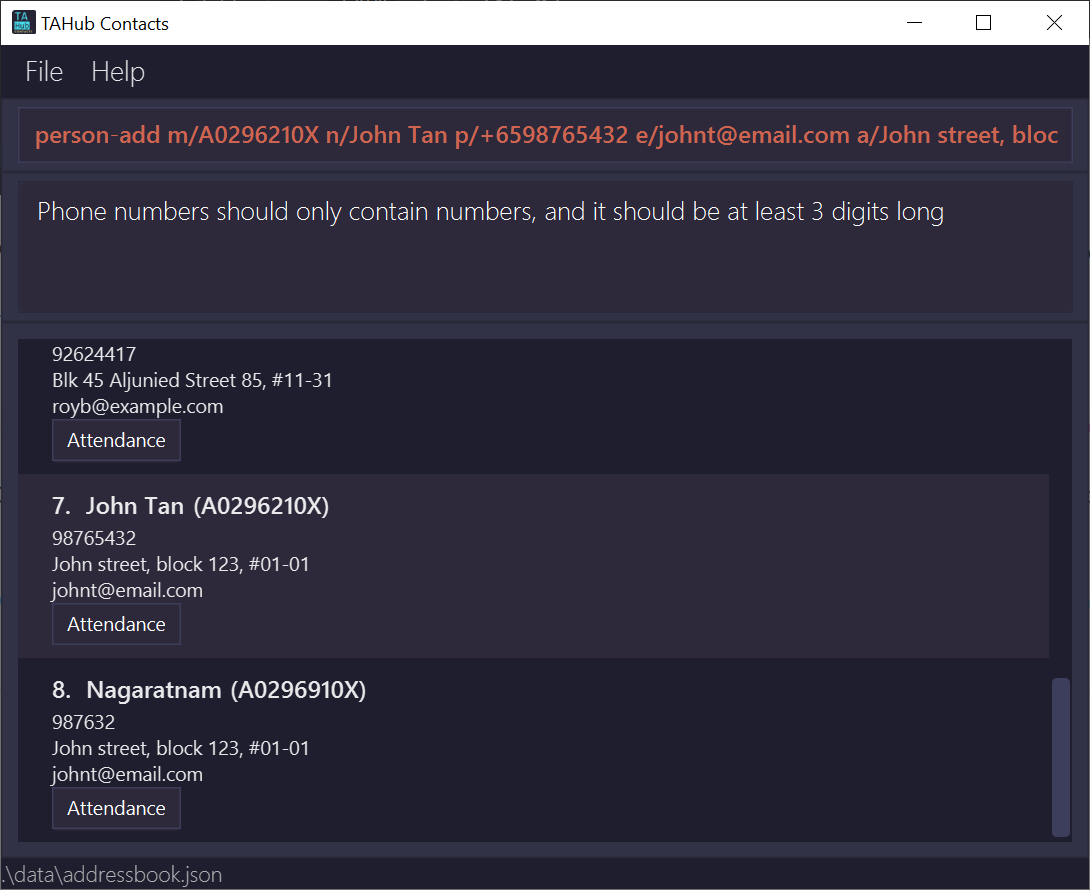 TA
Hub
TAHub Contacts
File Help
person-add m/A0296210X n/John Tan p/+6598765432 e/johnt@email.com a/John street, bloc
Phone numbers should only contain numbers, and it should be at least 3 digits long
92624417
Blk 45 Aljunied Street 85, #11-31
royb@example.com
Attendance
7. John Tan (A0296210X)
98765432
John street, block 123, #01-01
johnt@email.com
Attendance
8. Nagaratnam (A0296910X)
987632
John street, block 123, #01-01
johnt@email.com
Attendance
.\data\addressbook.json